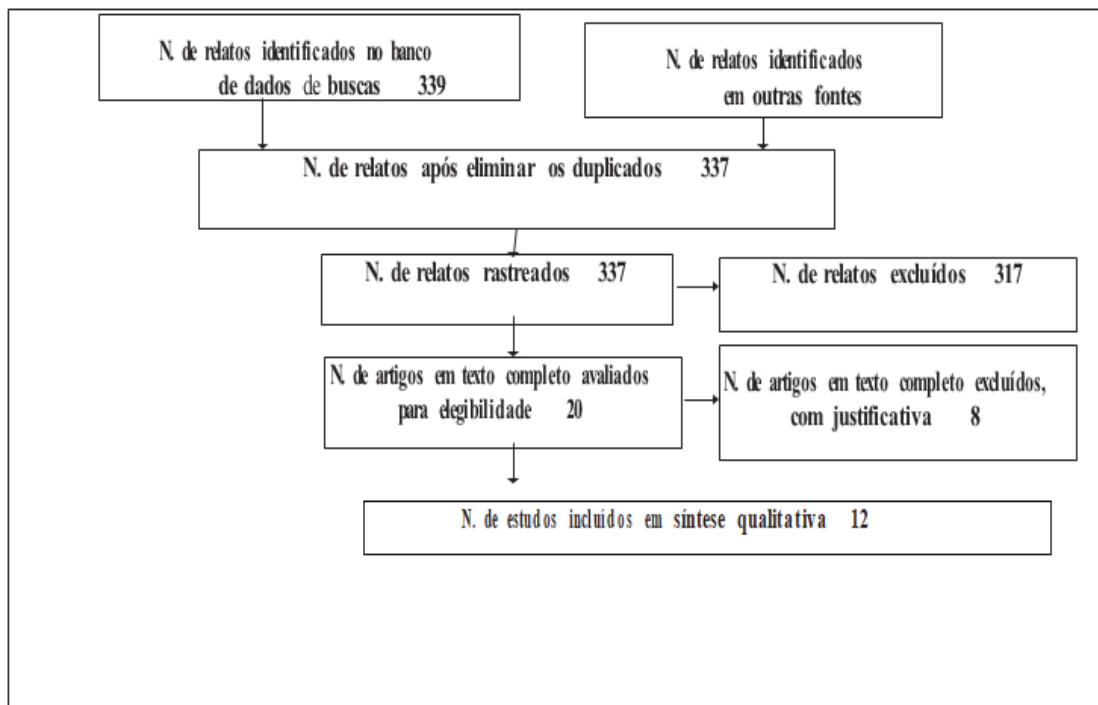 N. de relatos identificados no banco
de dados de buscas 339
N. de relatos identificados
em outras fontes
N. de relatos após eliminar os duplicados 337
N. de relatos rastreados 337
N. de relatos excluídos 317
N. de artigos em texto completo avaliados
para elegibilidade 20
N. de artigos em texto completo excluídos,
com justificativa 8
N. de estudos incluídos em síntese qualitativa 12